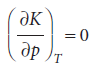 (∂K/∂p)_T = 0